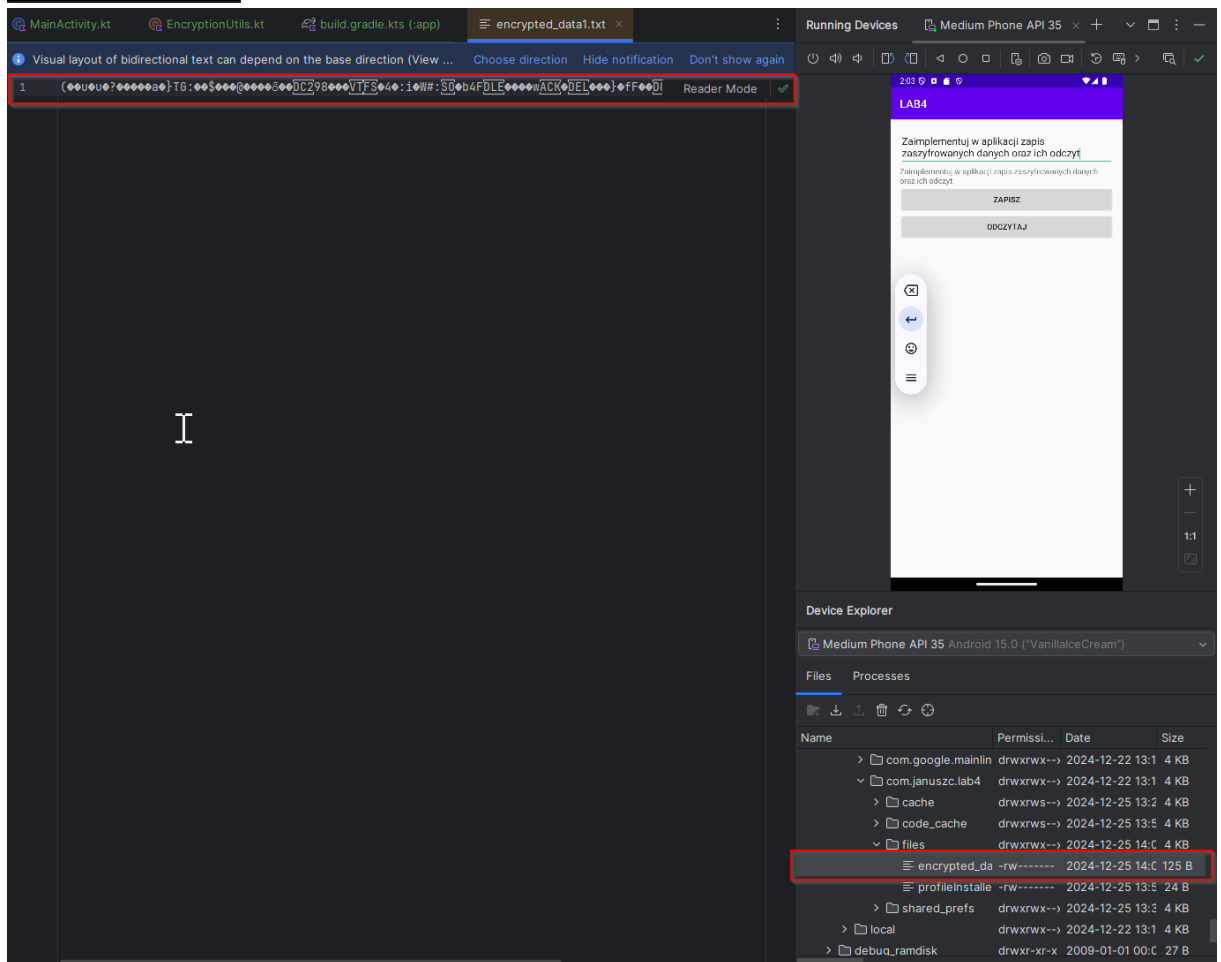 MainActivity.kt EncryptionUtils.kt build.gradle.kts (:app) encrypted_data1.txt
Visual layout of bidirectional text can depend on the base direction (View ... Choose direction Hide notification Don't show again
1
Reader Mode
Running Devices Medium Phone API 35
2:03
LAB4
Zaimplementuj w aplikacji zapis
zaszyfrowanych danych oraz ich odczyt
Zaimplementuj w aplikacji zapis zaszyfrowanych danych
oraz ich odczyt
ZAPISZ
ODCZYTAJ
1:1
Device Explorer
Medium Phone API 35 Android 15.0 ("VanillaIceCream")
Files Processes
Name Permissi... Date Size
com.google.mainlin drwxrwx--x 2024-12-22 13:1 4 KB
com.januszc.lab4 drwxrwx--x 2024-12-22 13:1 4 KB
cache drwxrws--x 2024-12-25 13:2 4 KB
code_cache drwxrws--x 2024-12-25 13:5 4 KB
files drwxrwx--x 2024-12-25 14:0 4 KB
encrypted_da -rw------- 2024-12-25 14:0 125 B
profileInstalle -rw------- 2024-12-25 13:5 24 B
shared_prefs drwxrwx--x 2024-12-25 13:3 4 KB
local drwxrwx--x 2024-12-22 13:1 4 KB
debug_ramdisk drwxr-xr-x 2009-01-01 00:0 27 B